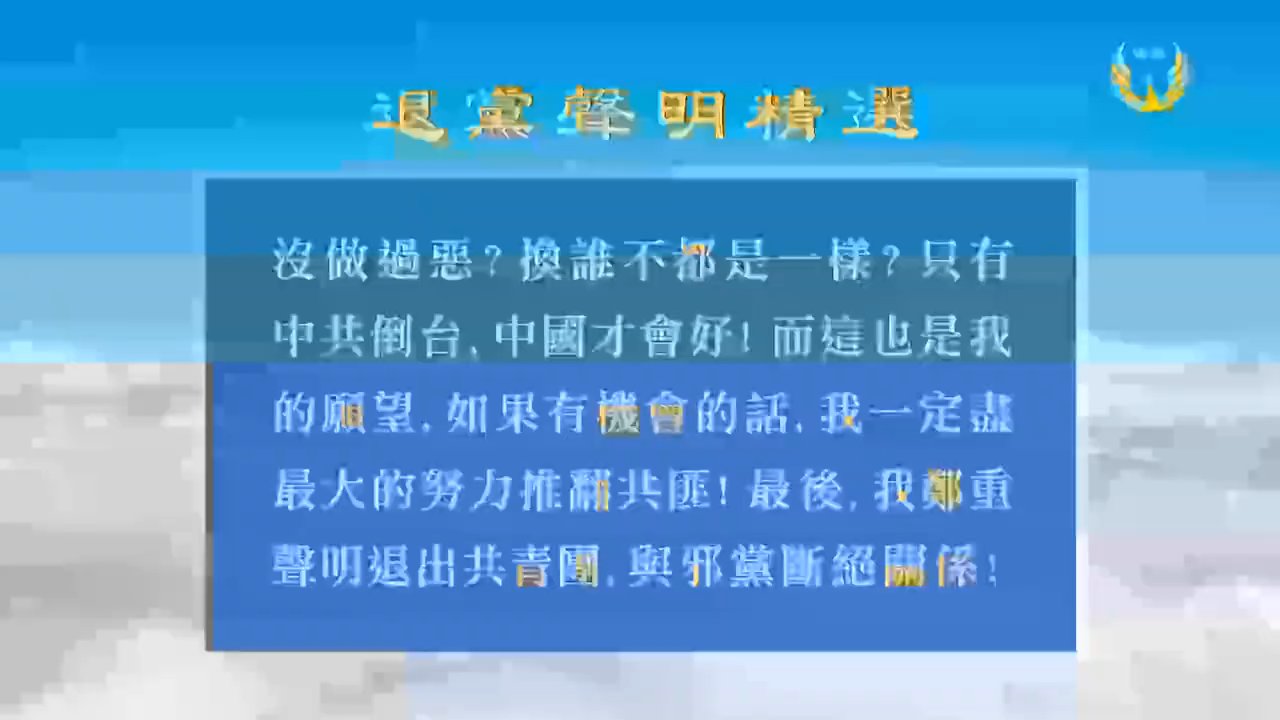 退黨聲明精選
沒做過惡?換誰不都是一樣?只有
中共倒台,中國才會好!而這也是我
的願望,如果有機會的話,我一定盡
最大的努力推翻共匪!最後,我鄭重
聲明退出共青團,與邪黨斷絕關係!